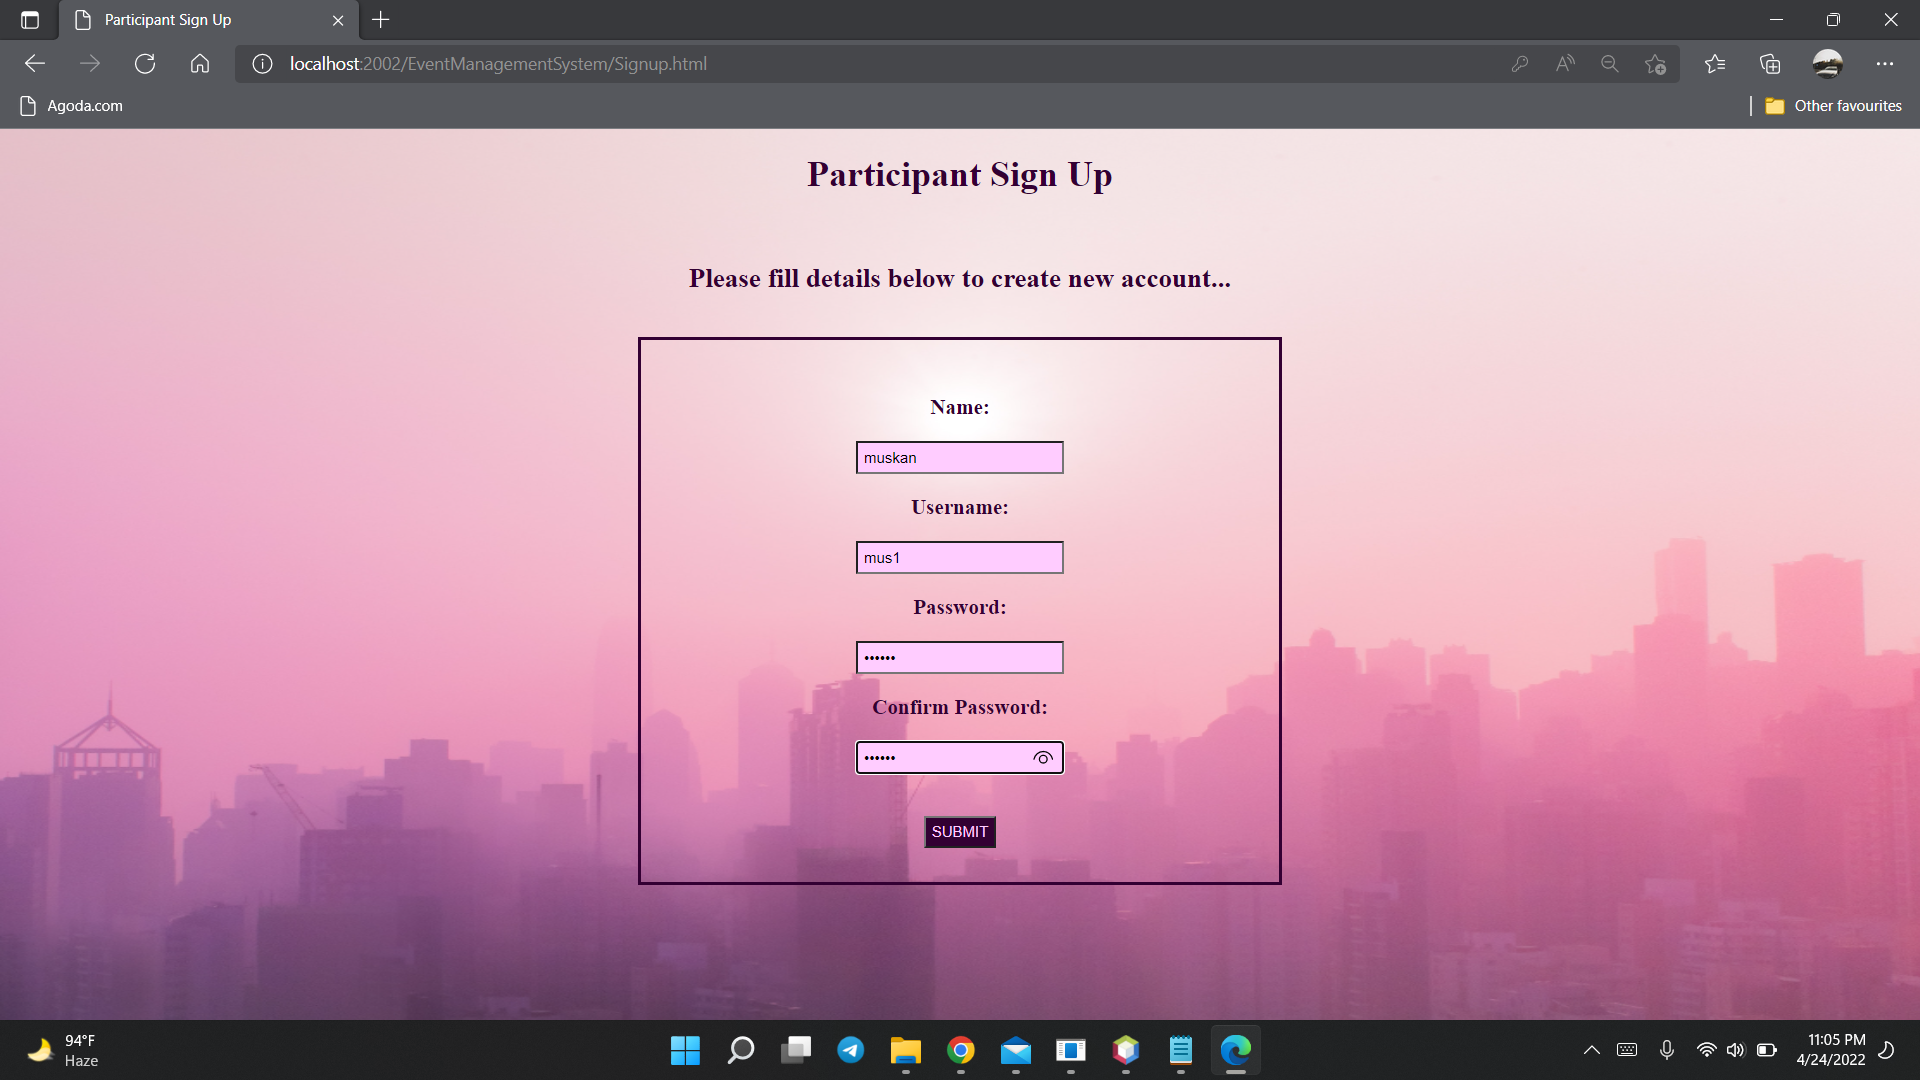 Participant Sign Up
localhost:2002/EventManagementSystem/Signup.html
Agoda.com
Other favourites
Participant Sign Up
Please fill details below to create new account...
Name:
muskan
Username:
mus1
Password:
••••••
Confirm Password:
••••••
SUBMIT
94°F
Haze
11:05 PM
4/24/2022